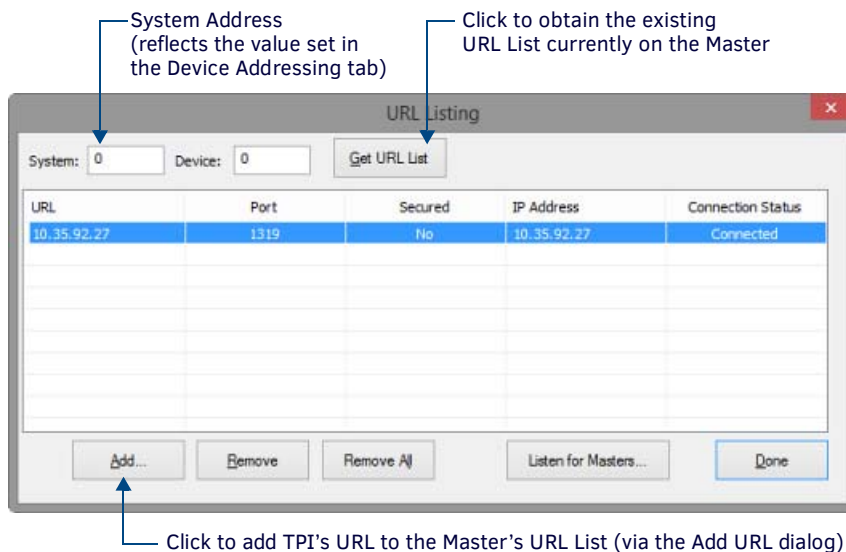 System Address
(reflects the value set in
the Device Addressing tab)
Click to obtain the existing
URL List currently on the Master
URL Listing
×
System: 0 Device: 0 Get URL List
URL Port Secured IP Address Connection Status
10.35.92.27 1319 No 10.35.92.27 Connected
Add... Remove Remove All Listen for Masters... Done
Click to add TPI’s URL to the Master’s URL List (via the Add URL dialog)